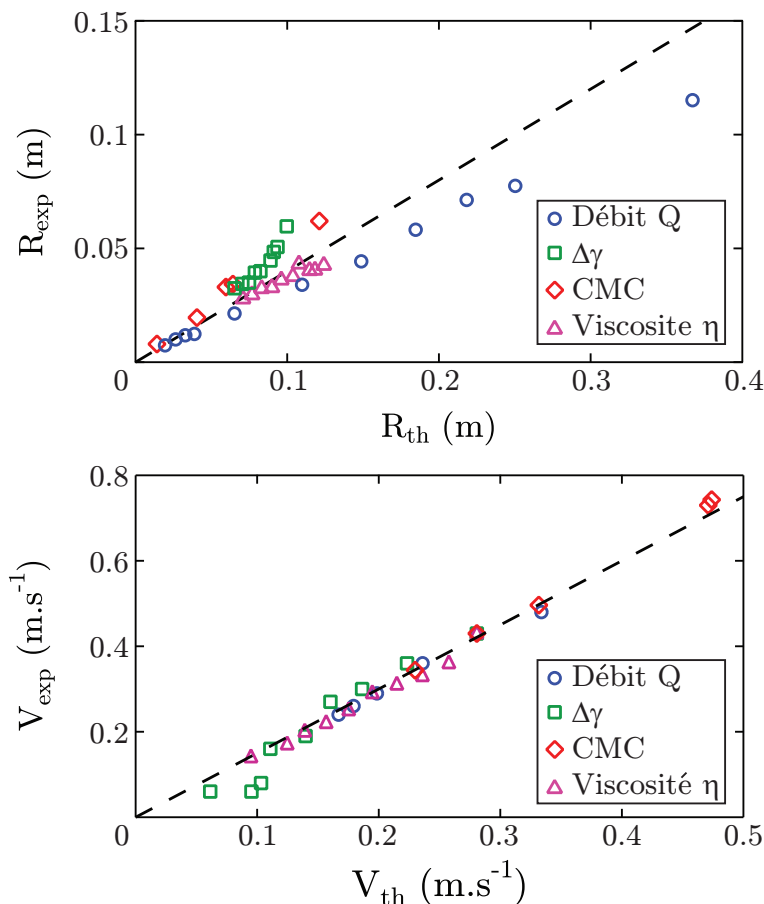 0.15
0.1
0.05
R_exp (m)
Débit Q
Δγ
CMC
Viscosite η
0 0.1 0.2 0.3 0.4
R_th (m)
0.8
0.6
0.4
0.2
V_exp (m.s⁻¹)
Débit Q
Δγ
CMC
Viscosité η
0 0.1 0.2 0.3 0.4 0.5
V_th (m.s⁻¹)